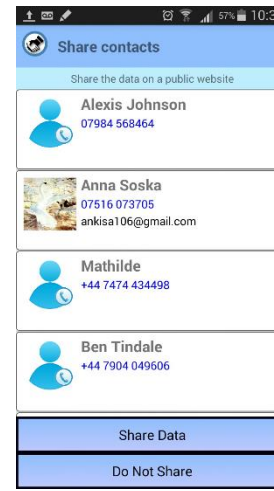 57% 10:3
Share contacts
Share the data on a public website
Alexis Johnson
07984 568464
Anna Soska
07516 073705
ankisa106@gmail.com
Mathilde
+44 7474 434498
Ben Tindale
+44 7904 049606
Share Data
Do Not Share